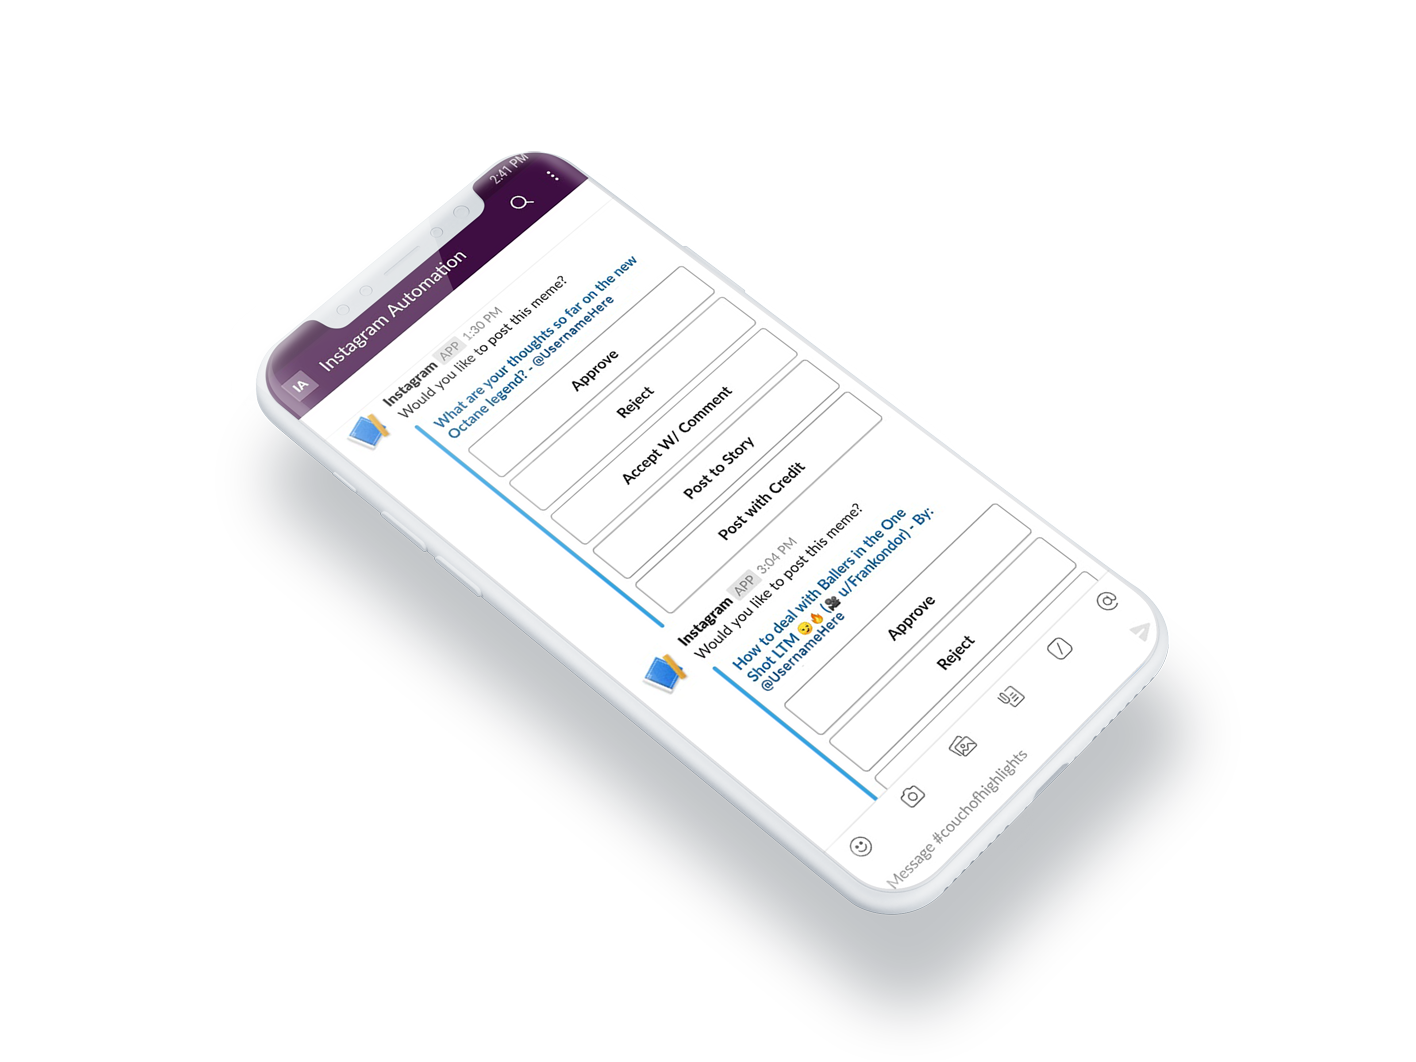 2:41 PM
IA Instagram Automation
Instagram APP 1:30 PM
Would you like to post this meme?
What are your thoughts so far on the new
Octane legend? - @UsernameHere
Approve
Reject
Accept W/ Comment
Post to Story
Post with Credit
Instagram APP 3:04 PM
Would you like to post this meme?
How to deal with Ballers in the One
Shot LTM 🤧🔥 (🎥 u/Frankondor) - By:
@UsernameHere
Approve
Reject
Message #couchofhighlights